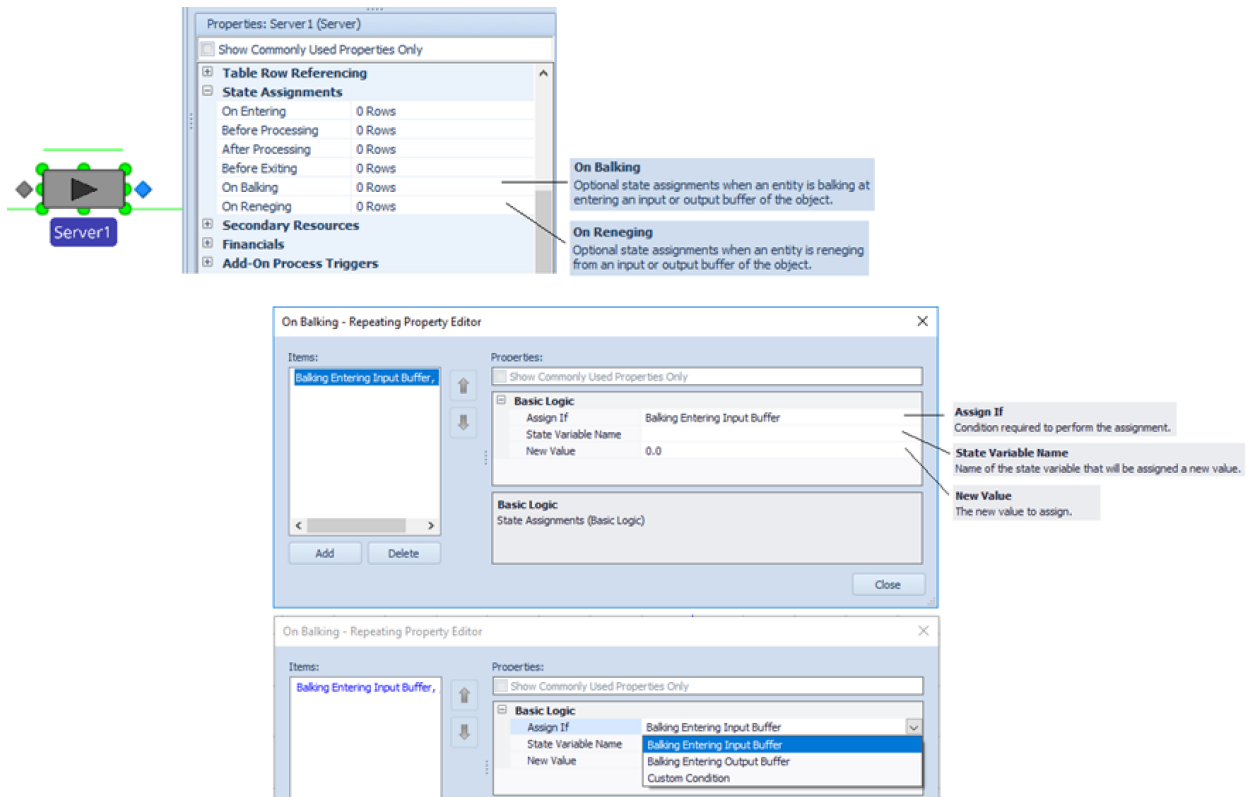 Properties: Server1 (Server)
Show Commonly Used Properties Only
Table Row Referencing
State Assignments
On Entering 0 Rows
Before Processing 0 Rows
After Processing 0 Rows
Before Exiting 0 Rows
On Balking 0 Rows
On Reneging 0 Rows
Secondary Resources
Financials
Add-On Process Triggers
Server1
On Balking
Optional state assignments when an entity is balking at
entering an input or output buffer of the object.
On Reneging
Optional state assignments when an entity is reneging
from an input or output buffer of the object.
On Balking - Repeating Property Editor
Items:
Balking Entering Input Buffer,
Add
Delete
Properties:
Show Commonly Used Properties Only
Basic Logic
Assign If Balking Entering Input Buffer
State Variable Name
New Value 0.0
Basic Logic
State Assignments (Basic Logic)
Close
Assign If
Condition required to perform the assignment.
State Variable Name
Name of the state variable that will be assigned a new value.
New Value
The new value to assign.
On Balking - Repeating Property Editor
Items:
Balking Entering Input Buffer,
Properties:
Show Commonly Used Properties Only
Basic Logic
Assign If Balking Entering Input Buffer
State Variable Name
New Value
Balking Entering Input Buffer
Balking Entering Output Buffer
Custom Condition